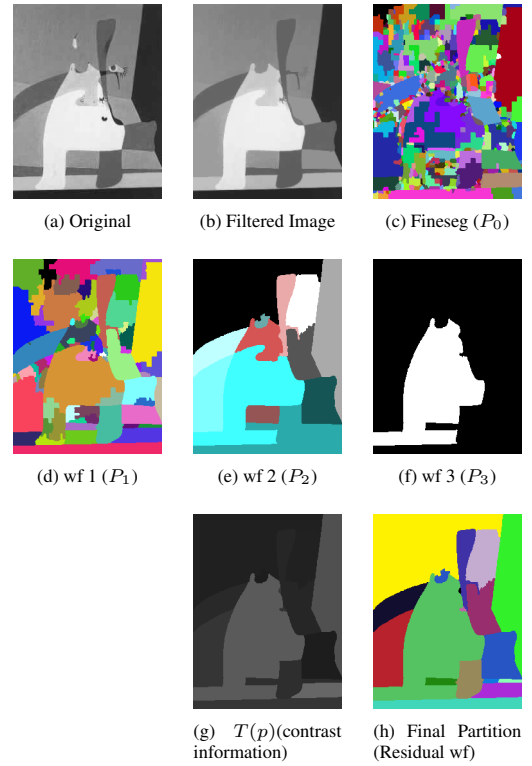 (a) Original
(b) Filtered Image
(c) Fineseg (P₀)
(d) wf 1 (P₁)
(e) wf 2 (P₂)
(f) wf 3 (P₃)
(g) T(p)(contrast
information)
(h) Final Partition
(Residual wf)